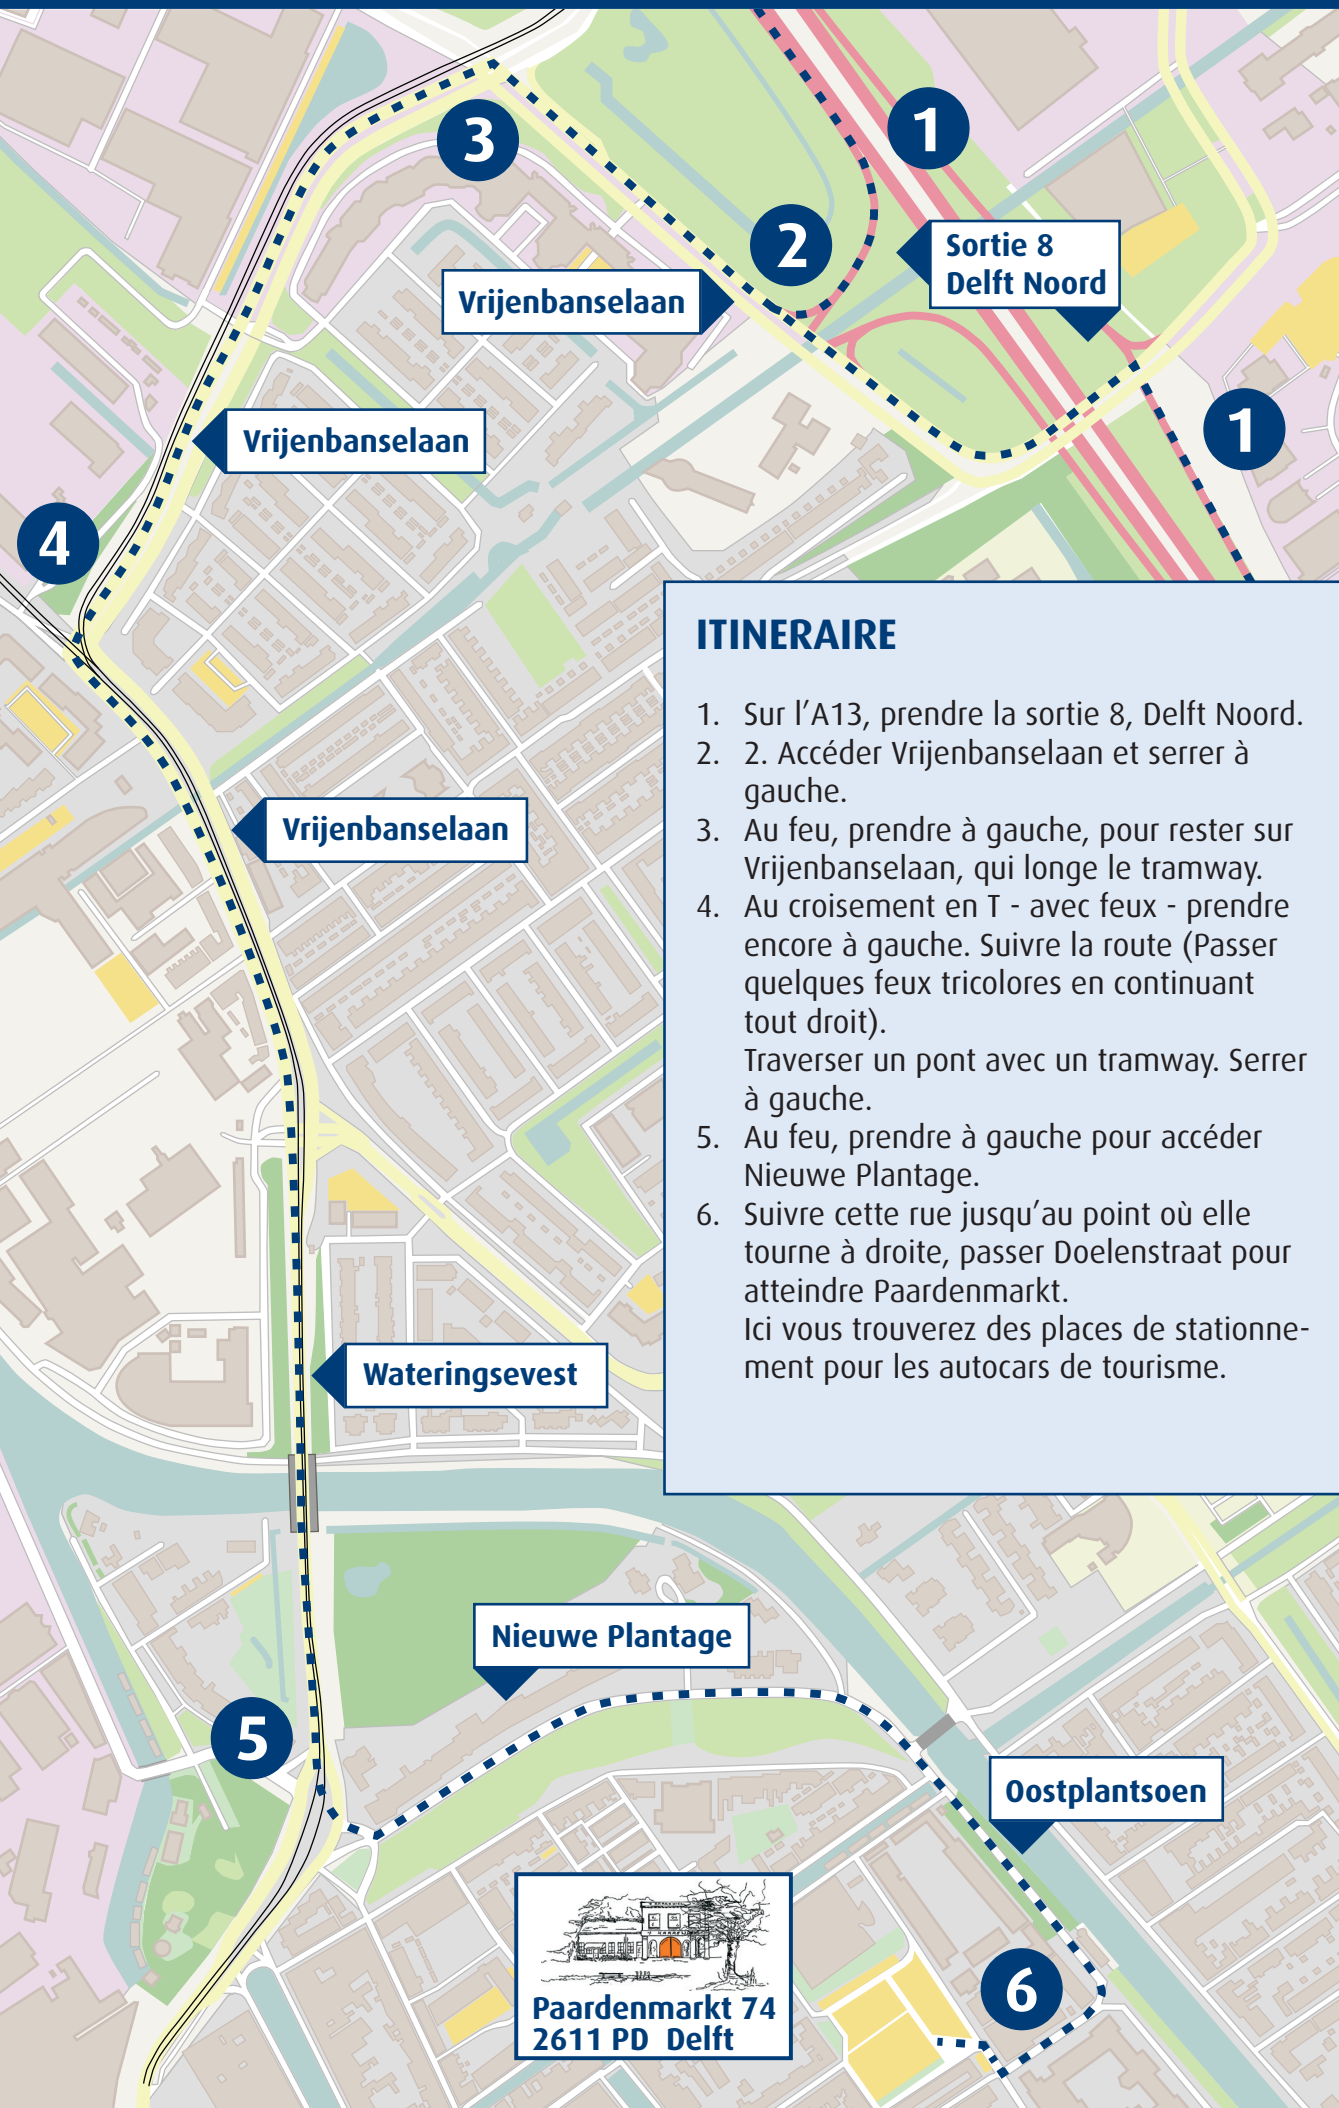 1
3
2
Sortie 8
Delft Noord
Vrijenbanselaan
1
Vrijenbanselaan
4
ITINERAIRE
1. Sur l'A13, prendre la sortie 8, Delft Noord.
2. 2. Accéder Vrijenbanselaan et serrer à
gauche.
3. Au feu, prendre à gauche, pour rester sur
Vrijenbanselaan, qui longe le tramway.
4. Au croisement en T - avec feux - prendre
encore à gauche. Suivre la route (Passer
quelques feux tricolores en continuant
tout droit).
Traverser un pont avec un tramway. Serrer
à gauche.
5. Au feu, prendre à gauche pour accéder
Nieuwe Plantage.
6. Suivre cette rue jusqu'au point où elle
tourne à droite, passer Doelenstraat pour
atteindre Paardenmarkt.
Ici vous trouverez des places de stationne-
ment pour les autocars de tourisme.
Vrijenbanselaan
Wateringsevest
Nieuwe Plantage
5
Oostplantsoen
6
Paardenmarkt 74
2611 PD Delft